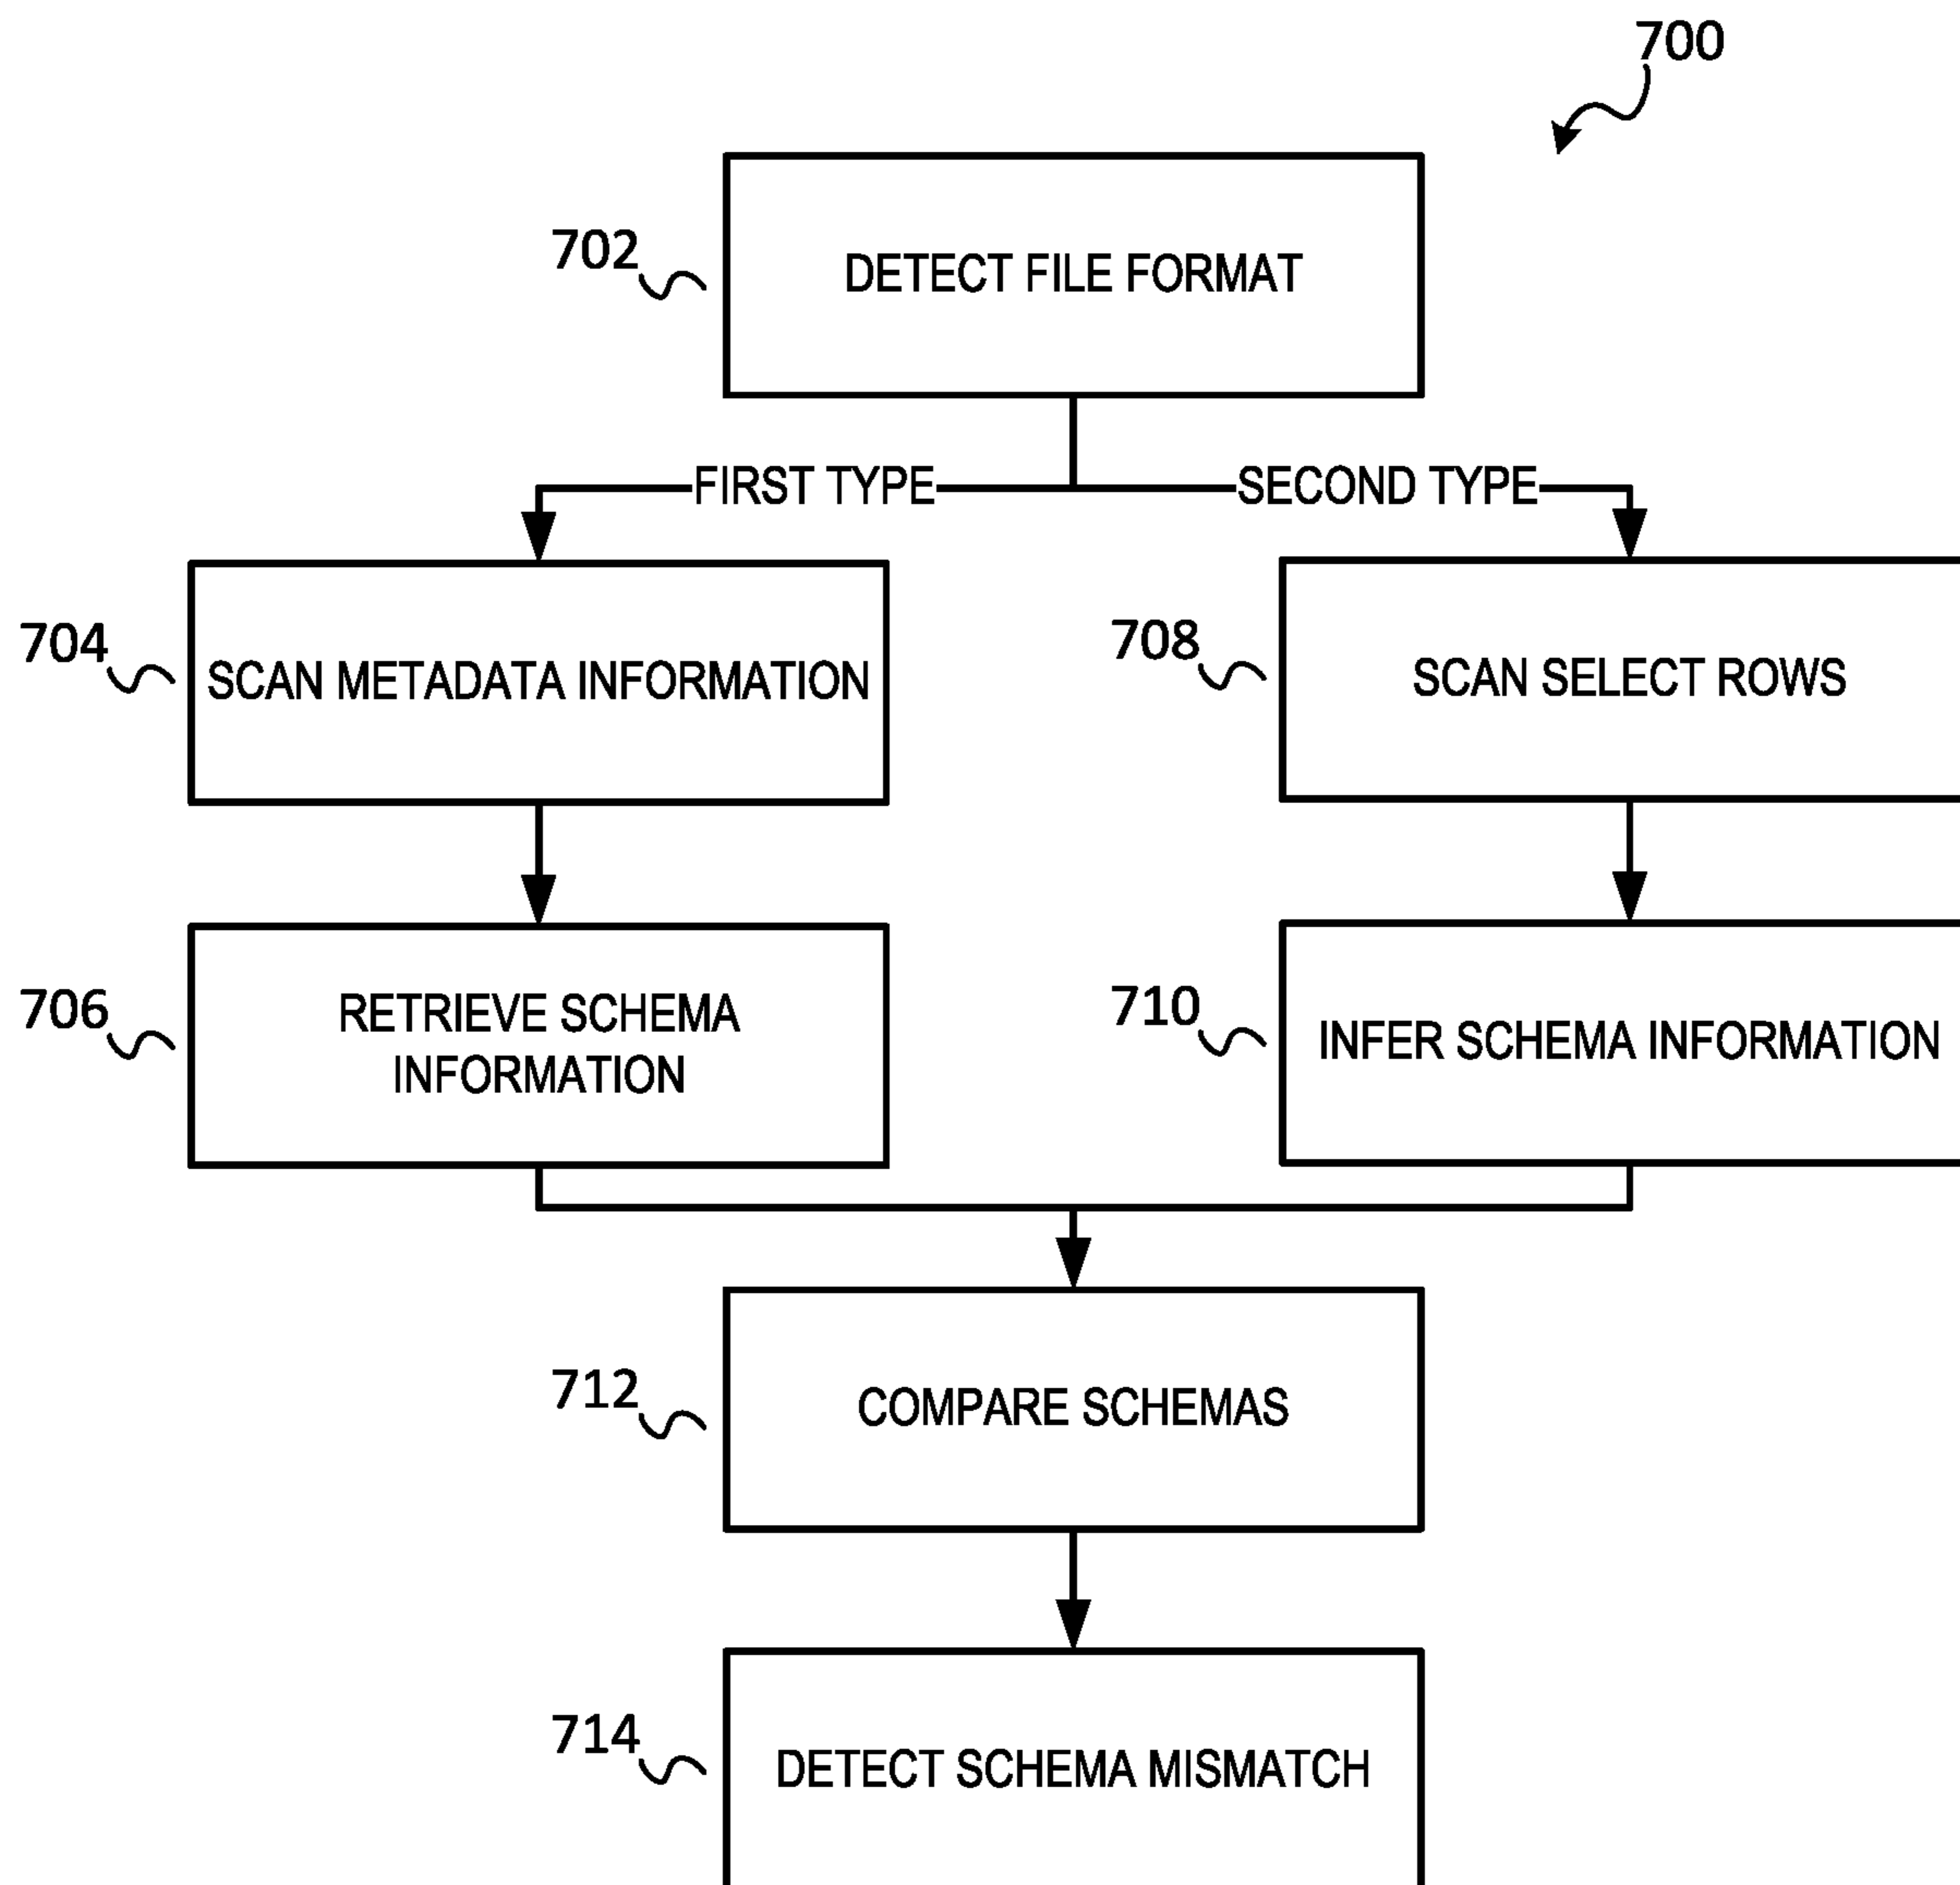 700
702
DETECT FILE FORMAT
FIRST TYPE
SECOND TYPE
704
SCAN METADATA INFORMATION
708
SCAN SELECT ROWS
706
RETRIEVE SCHEMA
INFORMATION
710
INFER SCHEMA INFORMATION
712
COMPARE SCHEMAS
714
DETECT SCHEMA MISMATCH